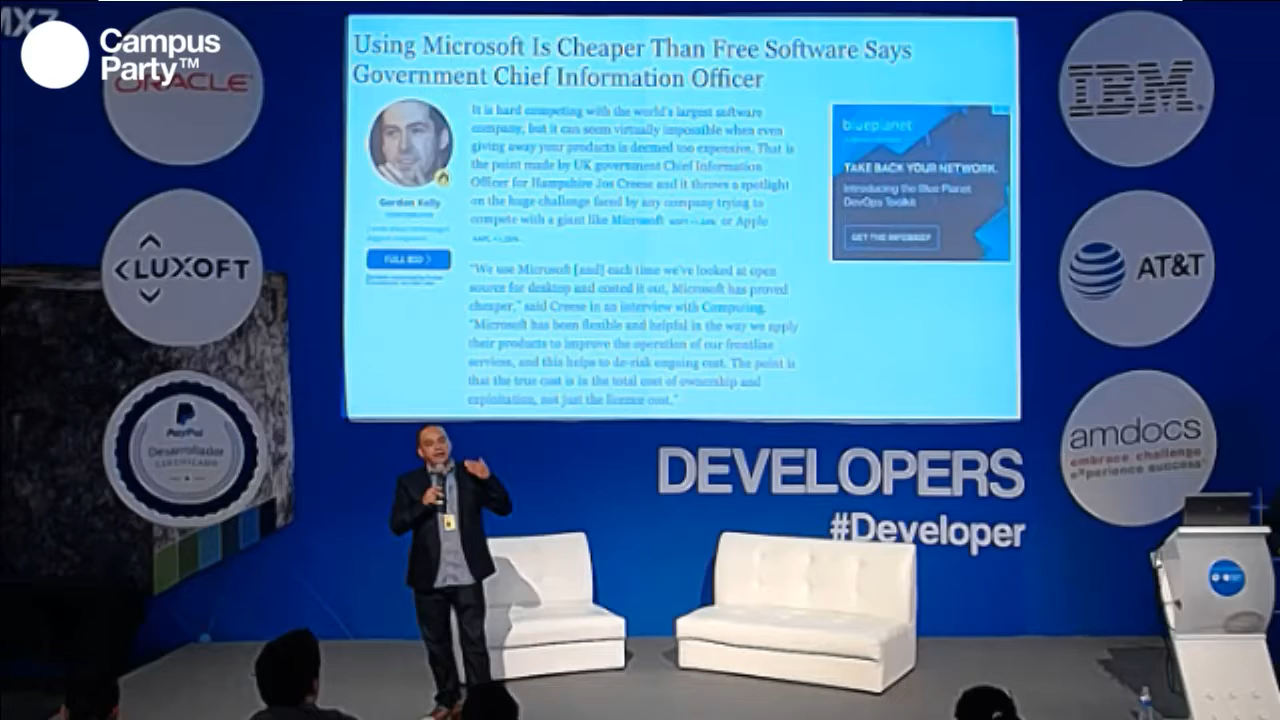 MX7
Campus
Party™
ORACLE
IBM
<LUXOFT
AT&T
PayPal
Desarrollador
CERTIFICADO
amdocs
embrace challenge
experience success
Using Microsoft Is Cheaper Than Free Software Says
Government Chief Information Officer
Gordon Kelly
FULL BIO >
It is hard competing with the world's largest software
company, but it can seem virtually impossible when even
giving away your products is deemed too expensive. That is
the point made by UK government Chief Information
Officer for Hampshire Jos Creese and it throws a spotlight
on the huge challenge faced by any company trying to
compete with a giant like Microsoft or Apple
"We use Microsoft [and] each time we've looked at open
source for desktop and costed it out, Microsoft has proved
cheaper," said Creese in an interview with Computing.
"Microsoft has been flexible and helpful in the way we apply
their products to improve the operation of our frontline
services, and this helps to de-risk ongoing cost. The point is
that the true cost is in the total cost of ownership and
exploitation, not just the licence cost."
blueplanet
TAKE BACK YOUR NETWORK.
Introducing the Blue Planet
DevOps Toolkit
GET THE INFOBRIEF
DEVELOPERS
#Developer